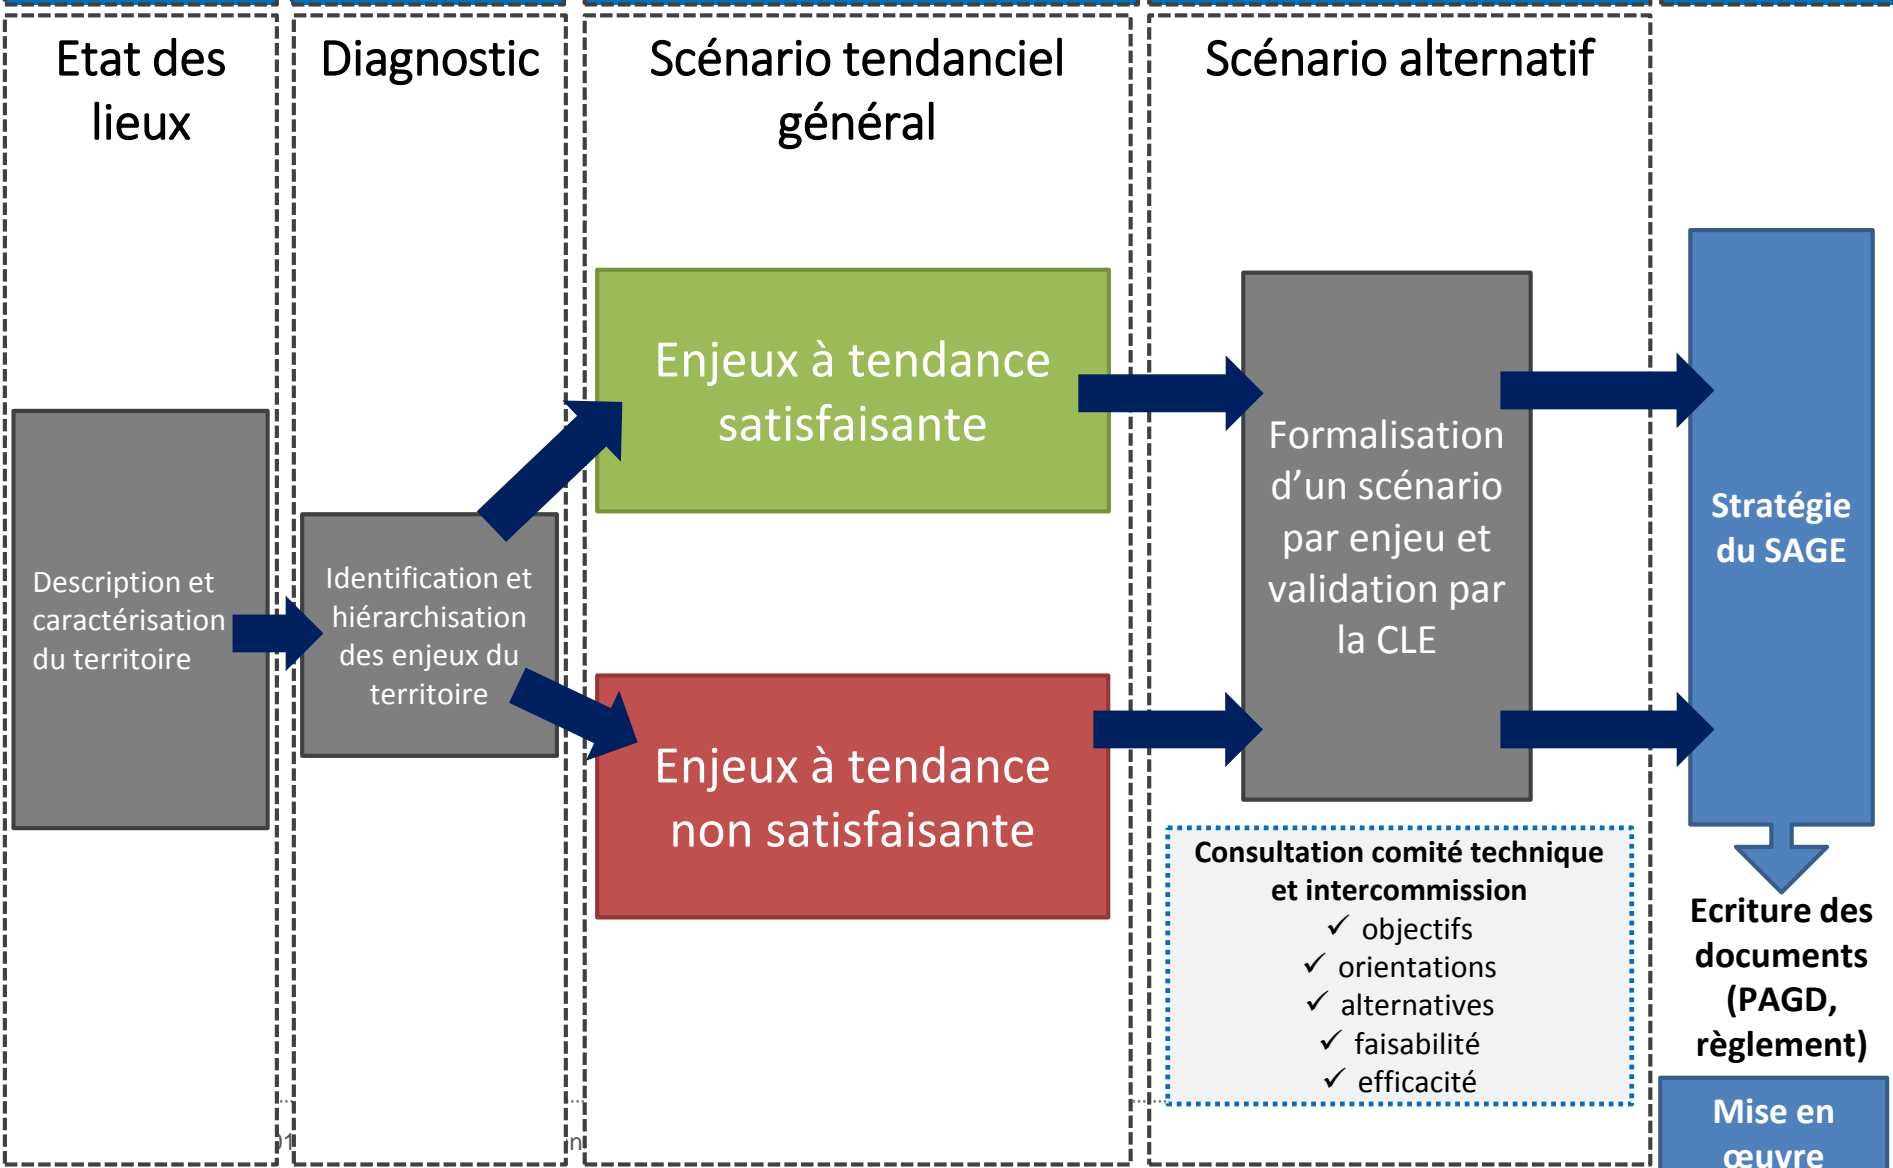 Etat des
lieux
Diagnostic
Scénario tendanciel
général
Scénario alternatif
Description et
caractérisation
du territoire
Identification et
hiérarchisation
des enjeux du
territoire
Enjeux à tendance
satisfaisante
Enjeux à tendance
non satisfaisante
Formalisation
d’un scénario
par enjeu et
validation par
la CLE
Consultation comité technique
et intercommission
✓ objectifs
✓ orientations
✓ alternatives
✓ faisabilité
✓ efficacité
Stratégie
du SAGE
Ecriture des
documents
(PAGD,
règlement)
Mise en
œuvre